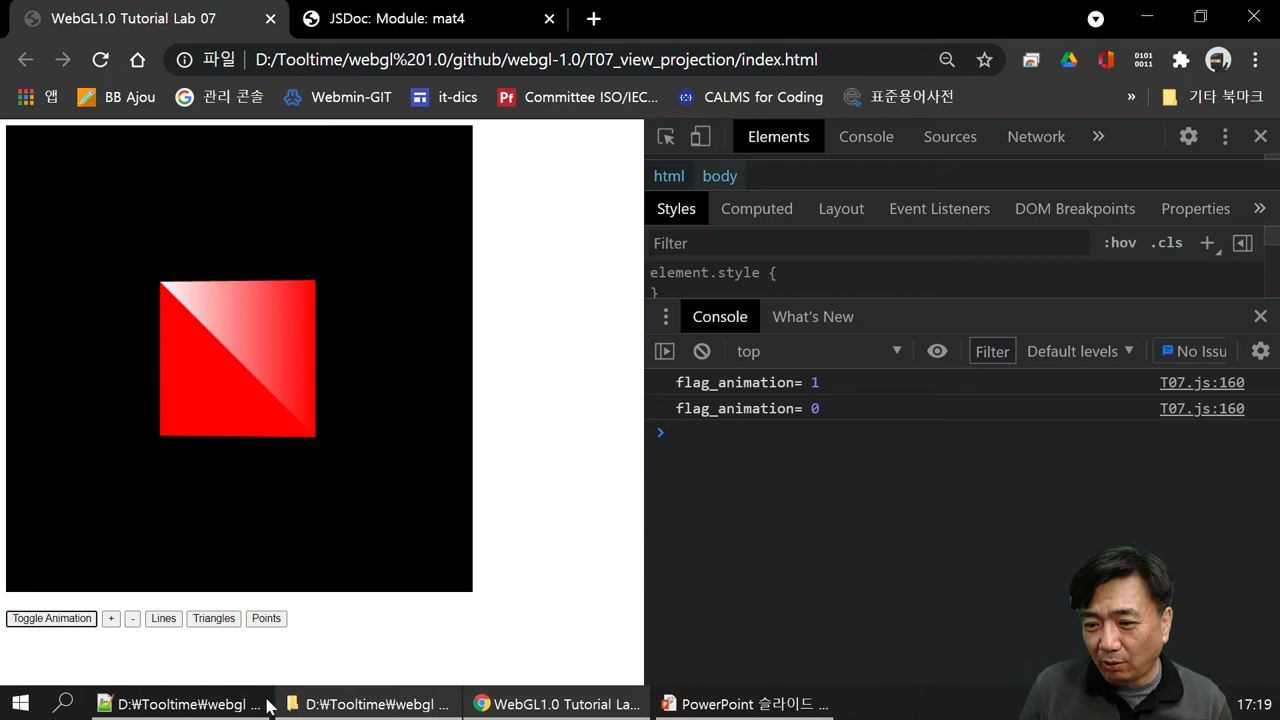 WebGL1.0 Tutorial Lab 07
JSDoc: Module: mat4
파일 D:/Tooltime/webgl%201.0/github/webgl-1.0/T07_view_projection/index.html
0101
0011
앱 BB Ajou 관리 콘솔 Webmin-GIT it-dics Pf Committee ISO/IEC... CALMS for Coding 표준용어사전 » 기타 북마크
Elements Console Sources Network »
html body
Styles Computed Layout Event Listeners DOM Breakpoints Properties »
Filter :hov .cls +
element.style {
}
Console What's New
top Filter Default levels No Issu
flag_animation= 1 T07.js:160
flag_animation= 0 T07.js:160
Toggle Animation + - Lines Triangles Points
D:₩Tooltime₩webgl ... D:₩Tooltime₩webgl ... WebGL1.0 Tutorial La... PowerPoint 슬라이드 ... 17:19